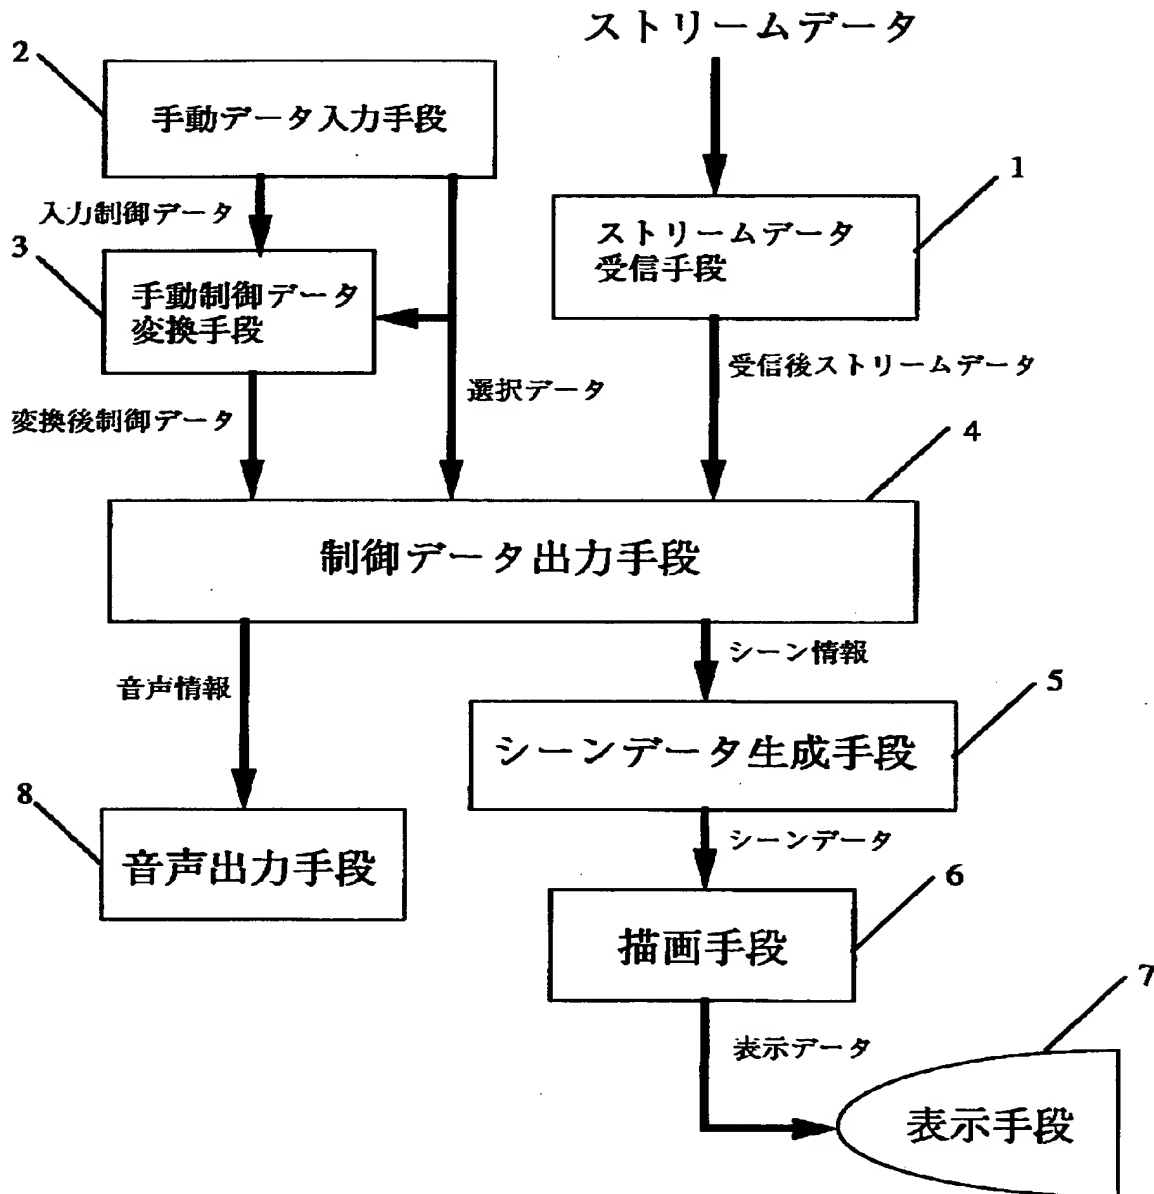 ストリームデータ
2
手動データ入力手段
1
入力制御データ
ストリームデータ
受信手段
3
手動制御データ
変換手段
受信後ストリームデータ
選択データ
変換後制御データ
4
制御データ出力手段
シーン情報
音声情報
5
シーンデータ生成手段
8
シーンデータ
音声出力手段
6
描画手段
7
表示データ
表示手段